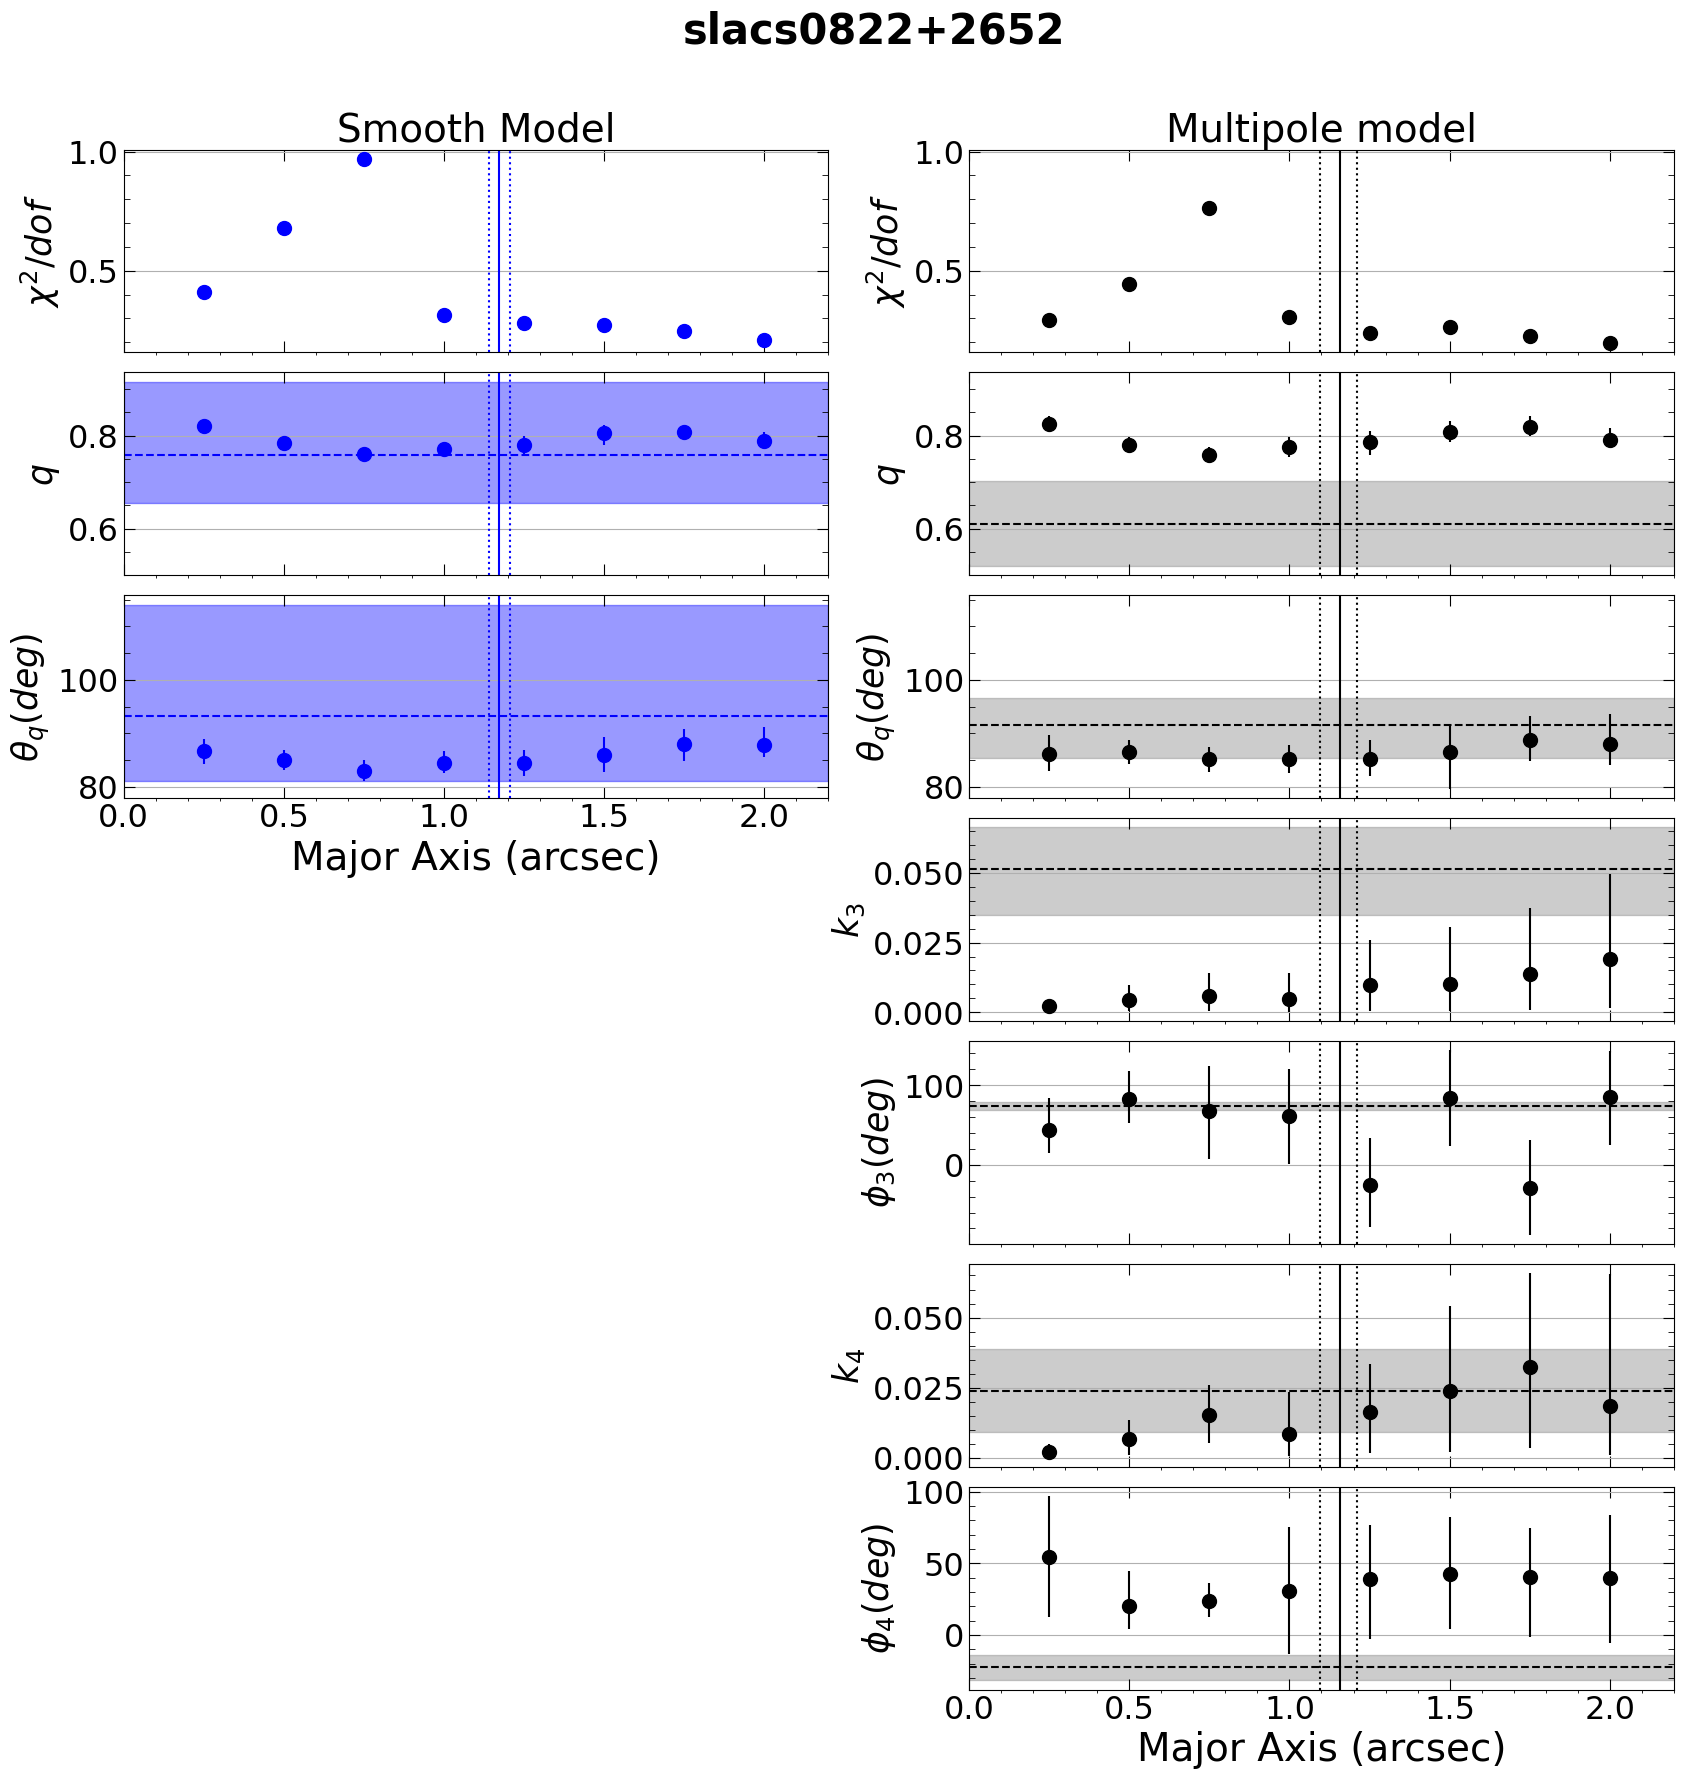 slacs0822+2652
Smooth Model
1.0
0.5
χ²/dof
0.8
0.6
q
100
80
θ_q(deg)
0.0 0.5 1.0 1.5 2.0
Major Axis (arcsec)
Multipole model
1.0
0.5
χ²/dof
0.8
0.6
q
100
80
θ_q(deg)
0.050
0.025
0.000
k₃
100
0
ϕ₃(deg)
0.050
0.025
0.000
k₄
100
50
0
ϕ₄(deg)
0.0 0.5 1.0 1.5 2.0
Major Axis (arcsec)